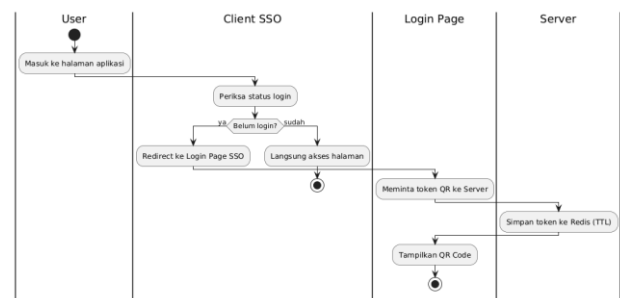 User
Client SSO
Login Page
Server
Masuk ke halaman aplikasi
Periksa status login
ya
Belum login?
sudah
Redirect ke Login Page SSO
Langsung akses halaman
Meminta token QR ke Server
Simpan token ke Redis (TTL)
Tampilkan QR Code